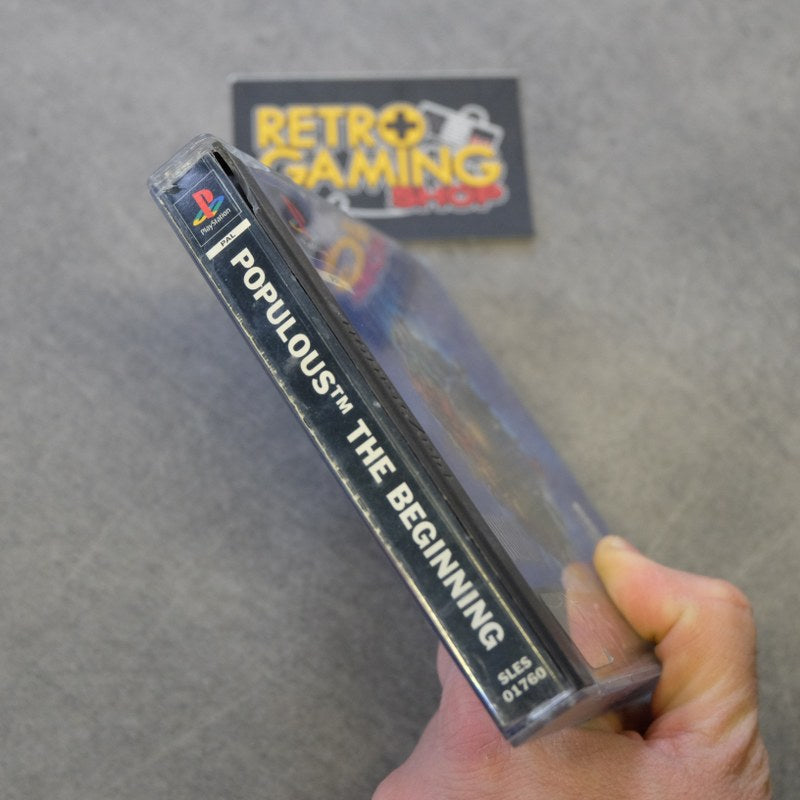 RETRO
GAMING
SHOP
PlayStation
PAL
POPULOUS™ THE BEGINNING
SLES
01760